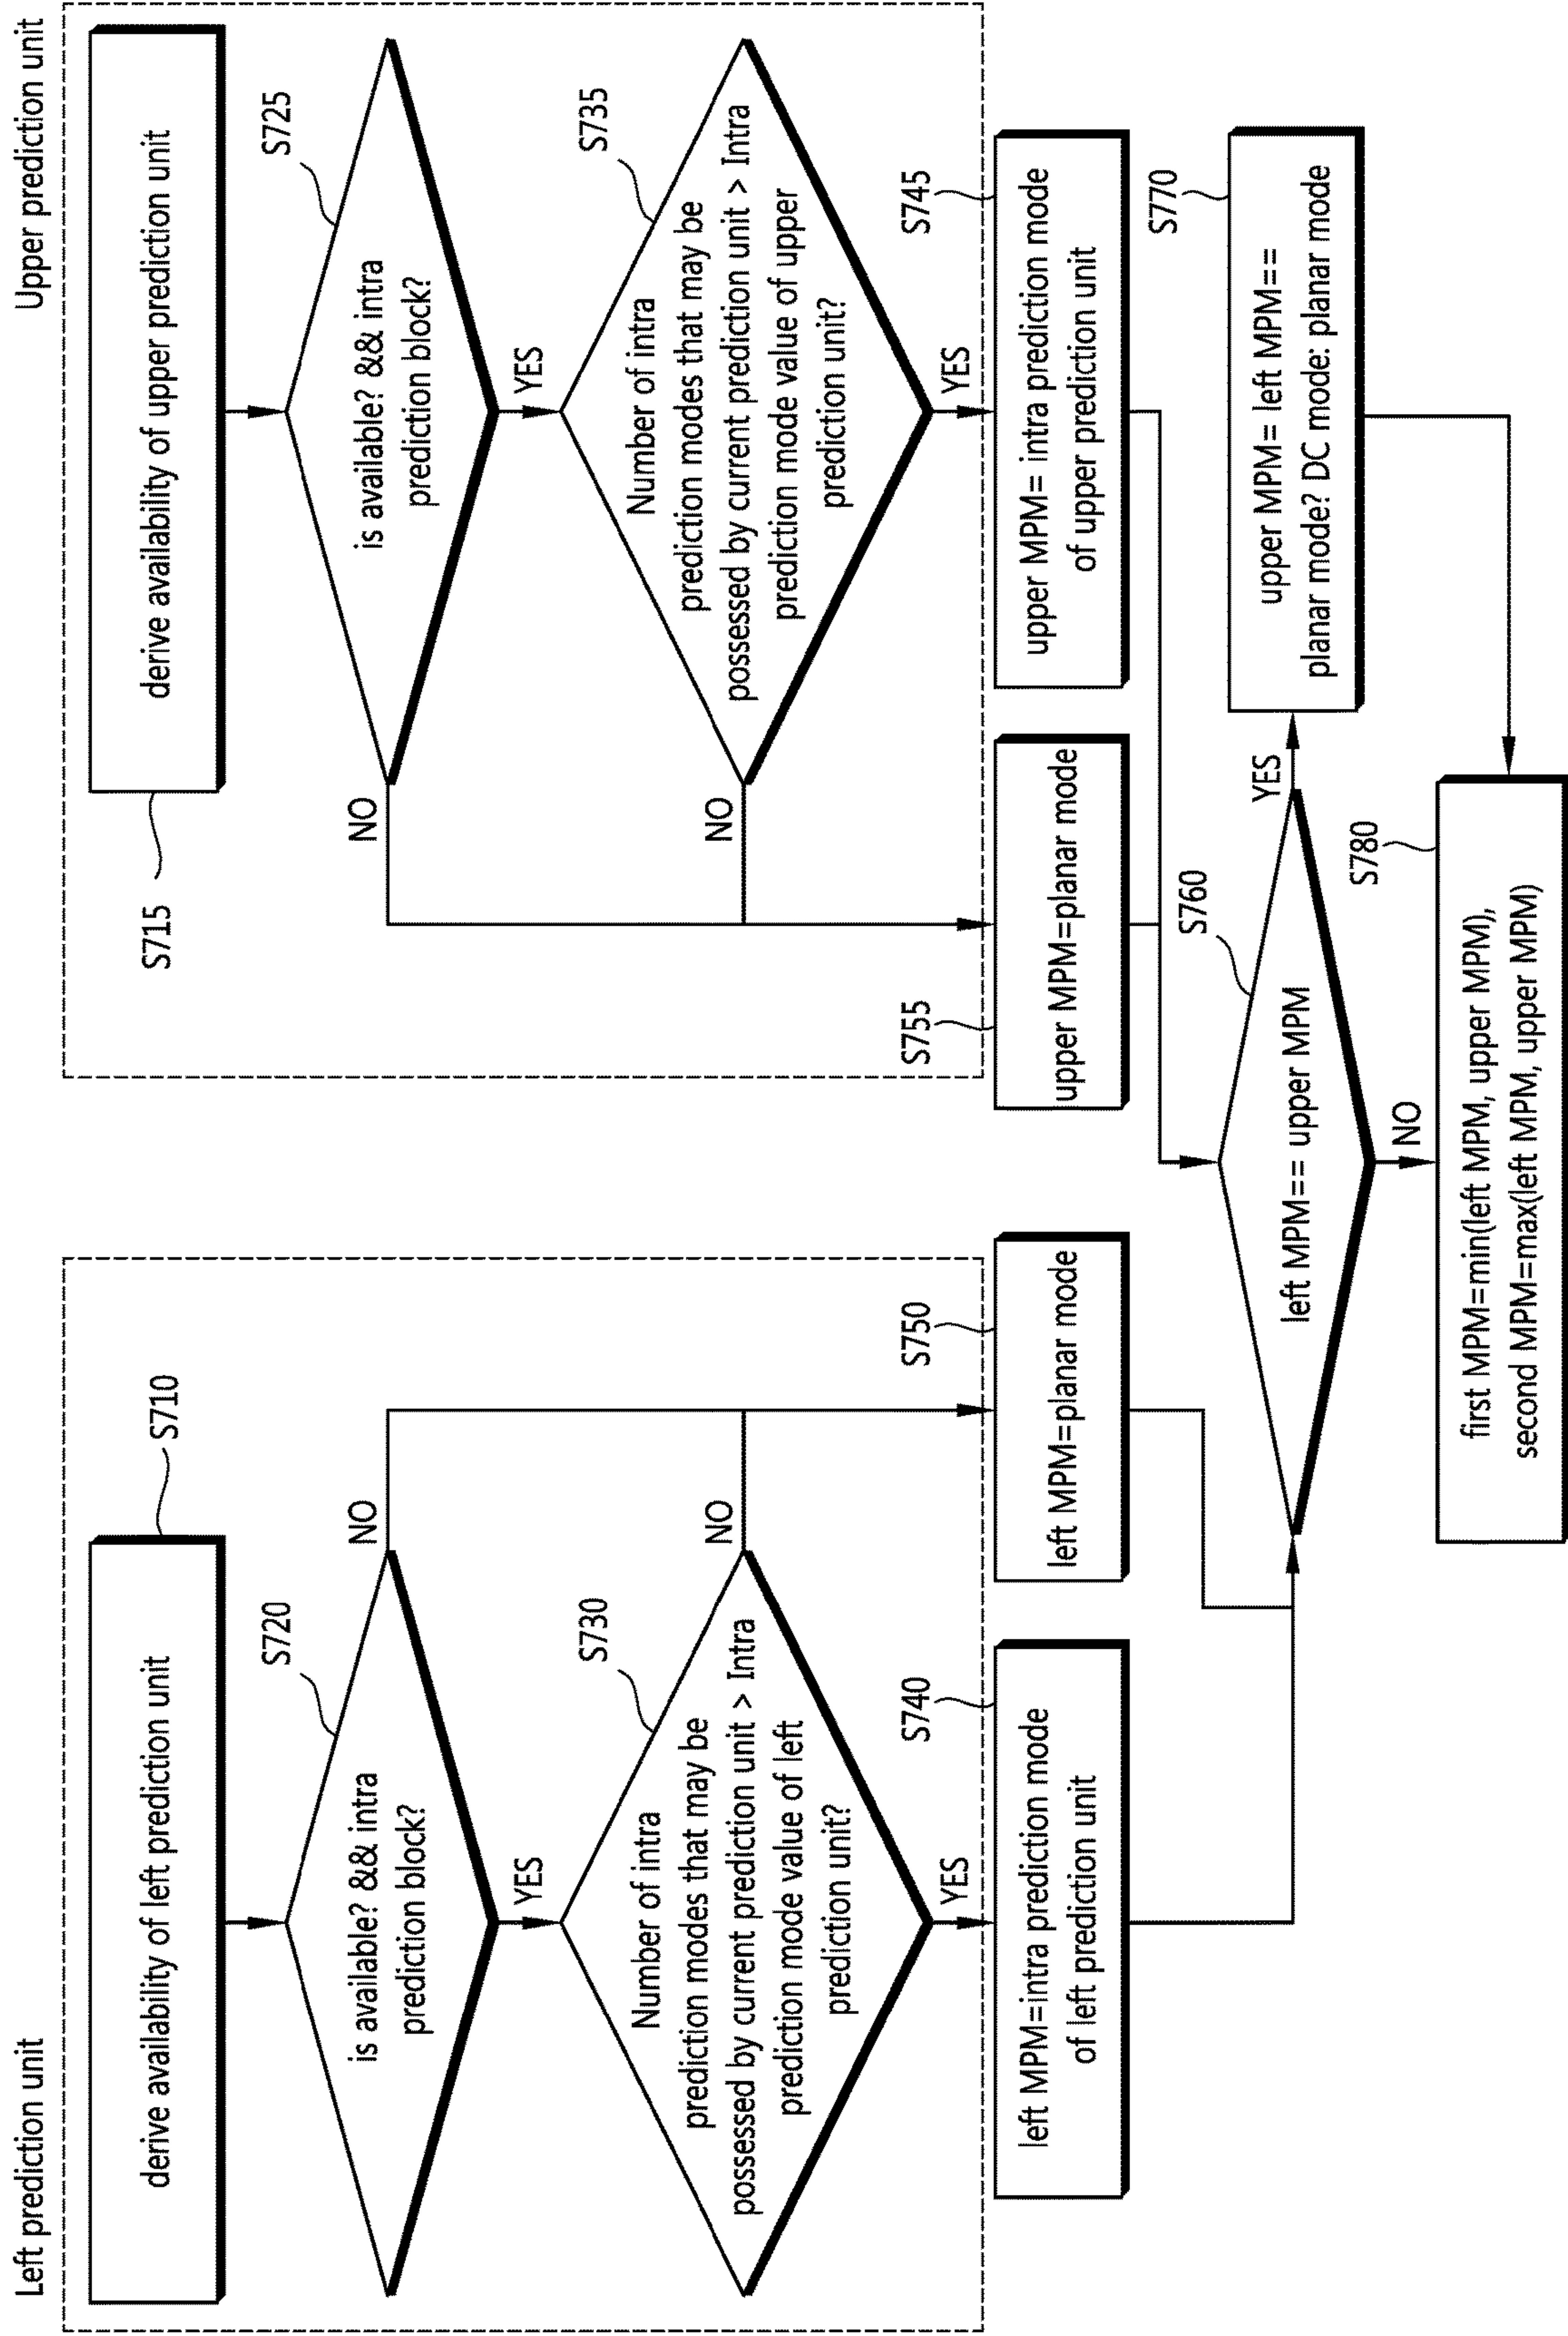 Left prediction unit
S710
derive availability of left prediction unit
S720
is available? && intra
prediction block?
NO
YES
S730
Number of intra
prediction modes that may be
possessed by current prediction unit > Intra
prediction mode value of left
prediction unit?
NO
YES
S740
left MPM=intra prediction mode
of left prediction unit
S750
left MPM=planar mode
Upper prediction unit
S715
derive availability of upper prediction unit
S725
is available? && intra
prediction block?
NO
YES
S735
Number of intra
prediction modes that may be
possessed by current prediction unit > Intra
prediction mode value of upper
prediction unit?
NO
YES
S755
upper MPM=planar mode
S745
upper MPM= intra prediction mode
of upper prediction unit
S760
left MPM== upper MPM
YES
NO
S770
upper MPM= left MPM==
planar mode? DC mode: planar mode
S780
first MPM=min(left MPM, upper MPM),
second MPM=max(left MPM, upper MPM)